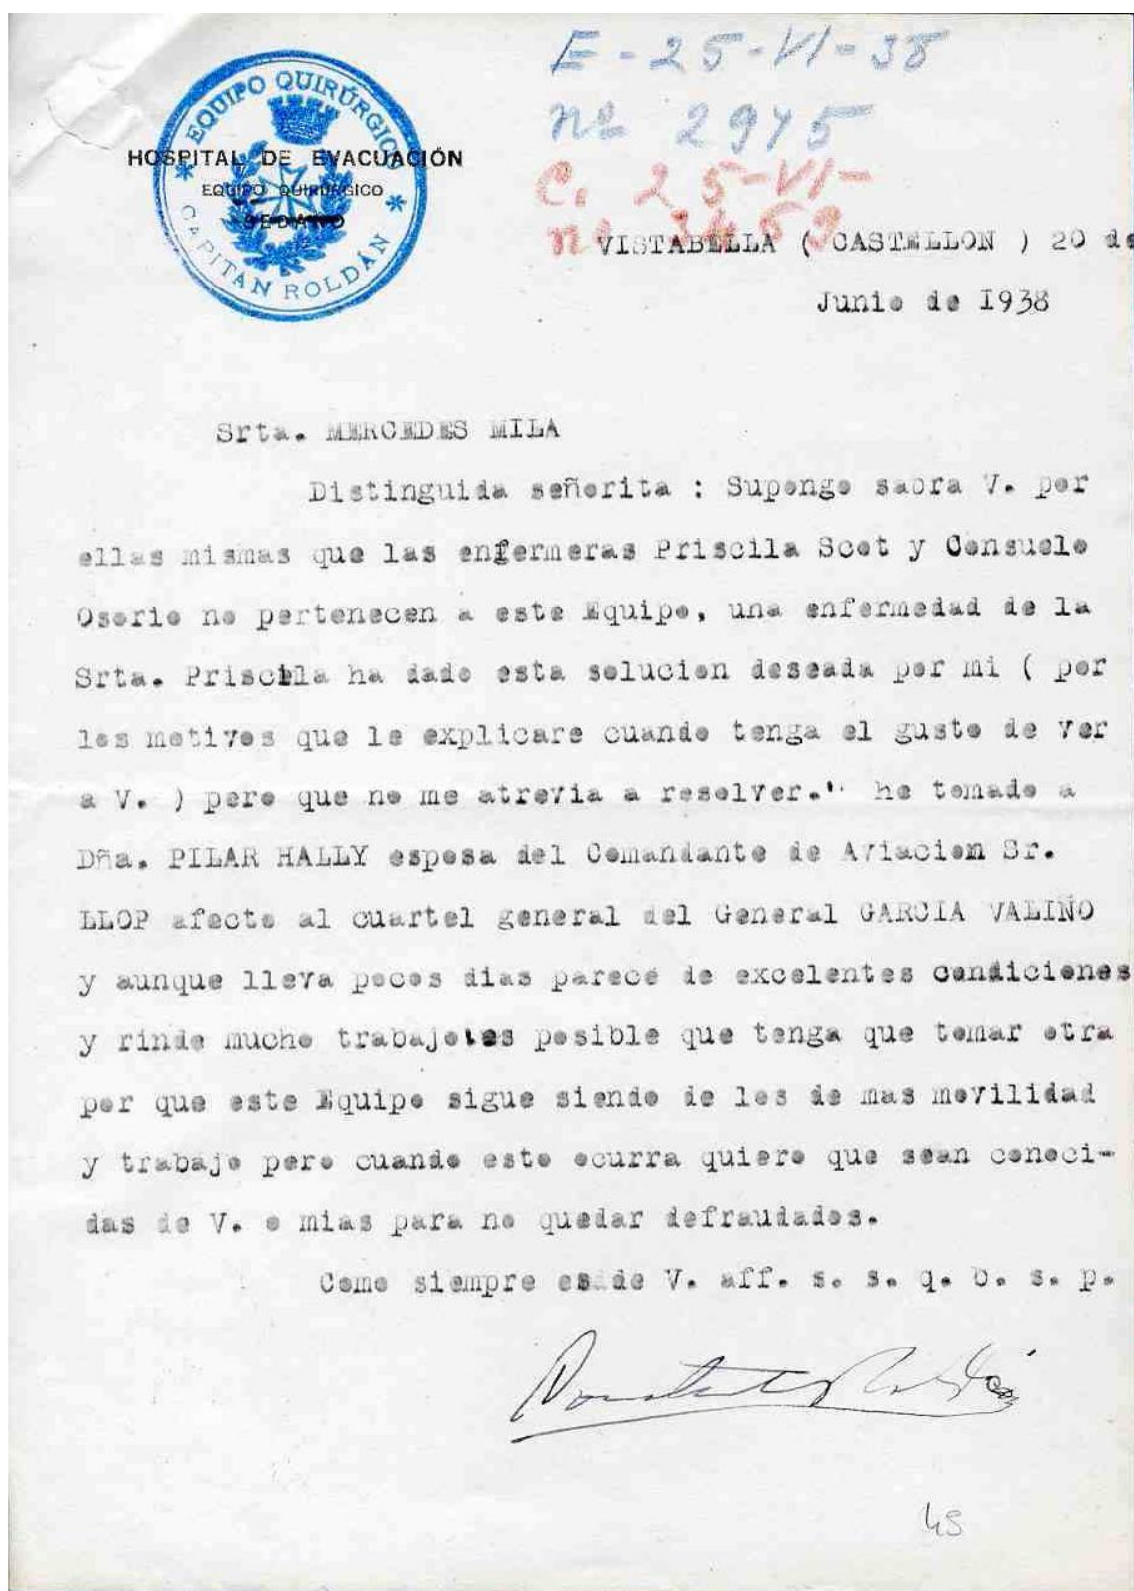 E - 25-VI-38
nº 2975
C. 25-VI-
nº 3459
EQUIPO QUIRÚRGICO
* CAPITAN ROLDÁN *
HOSPITAL DE EVACUACIÓN
EQUIPO QUIRÚRGICO
SEDANO
VISTABELLA ( CASTELLON ) 20 de
Junio de 1938
Srta. MERCEDES MILA
Distinguida señorita : Supongo sabra V. por
ellas mismas que las enfermeras Priscila Scot y Consuelo
Osorio no pertenecen a este Equipo, una enfermedad de la
Srta. Priscila ha dado esta solucion deseada por mi ( por
los motivos que le explicare cuando tenga el gusto de ver
a V. ) pero que no me atrevia a resolver. he tomado a
Dña. PILAR HALLY esposa del Comandante de Aviacion Sr.
LLOP afecto al cuartel general del General GARCIA VALIÑO
y aunque lleva pocos dias parece de excelentes condiciones
y rinde mucho trabajo es posible que tenga que tomar otra
por que este Equipo sigue siendo de los de mas movilidad
y trabajo pero cuando esto ocurra quiero que sean conoci-
das de V. o mias para no quedar defraudados.
Como siempre es de V. aff. s. s. q. b. s. p.
45